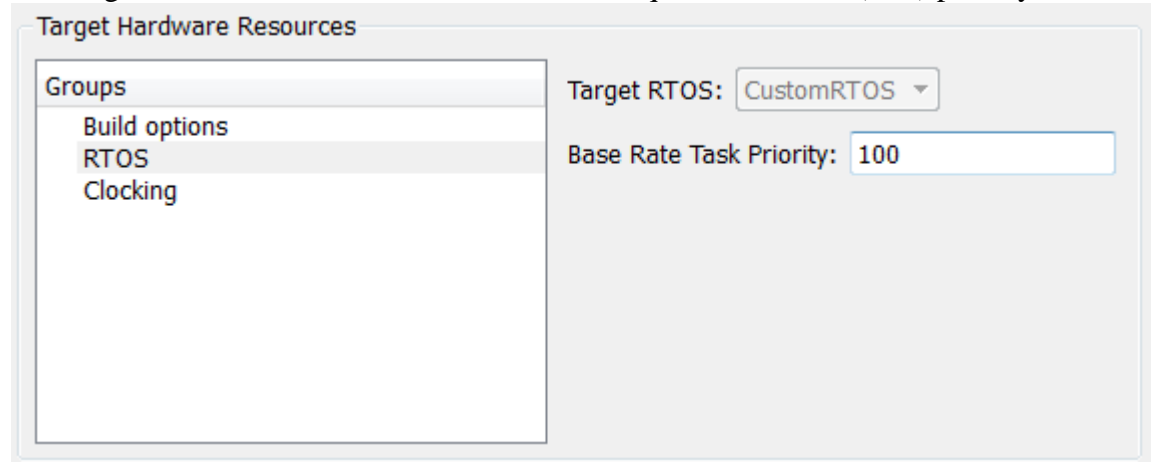 Target Hardware Resources
Groups
Build options
RTOS
Clocking
Target RTOS: CustomRTOS
Base Rate Task Priority: 100